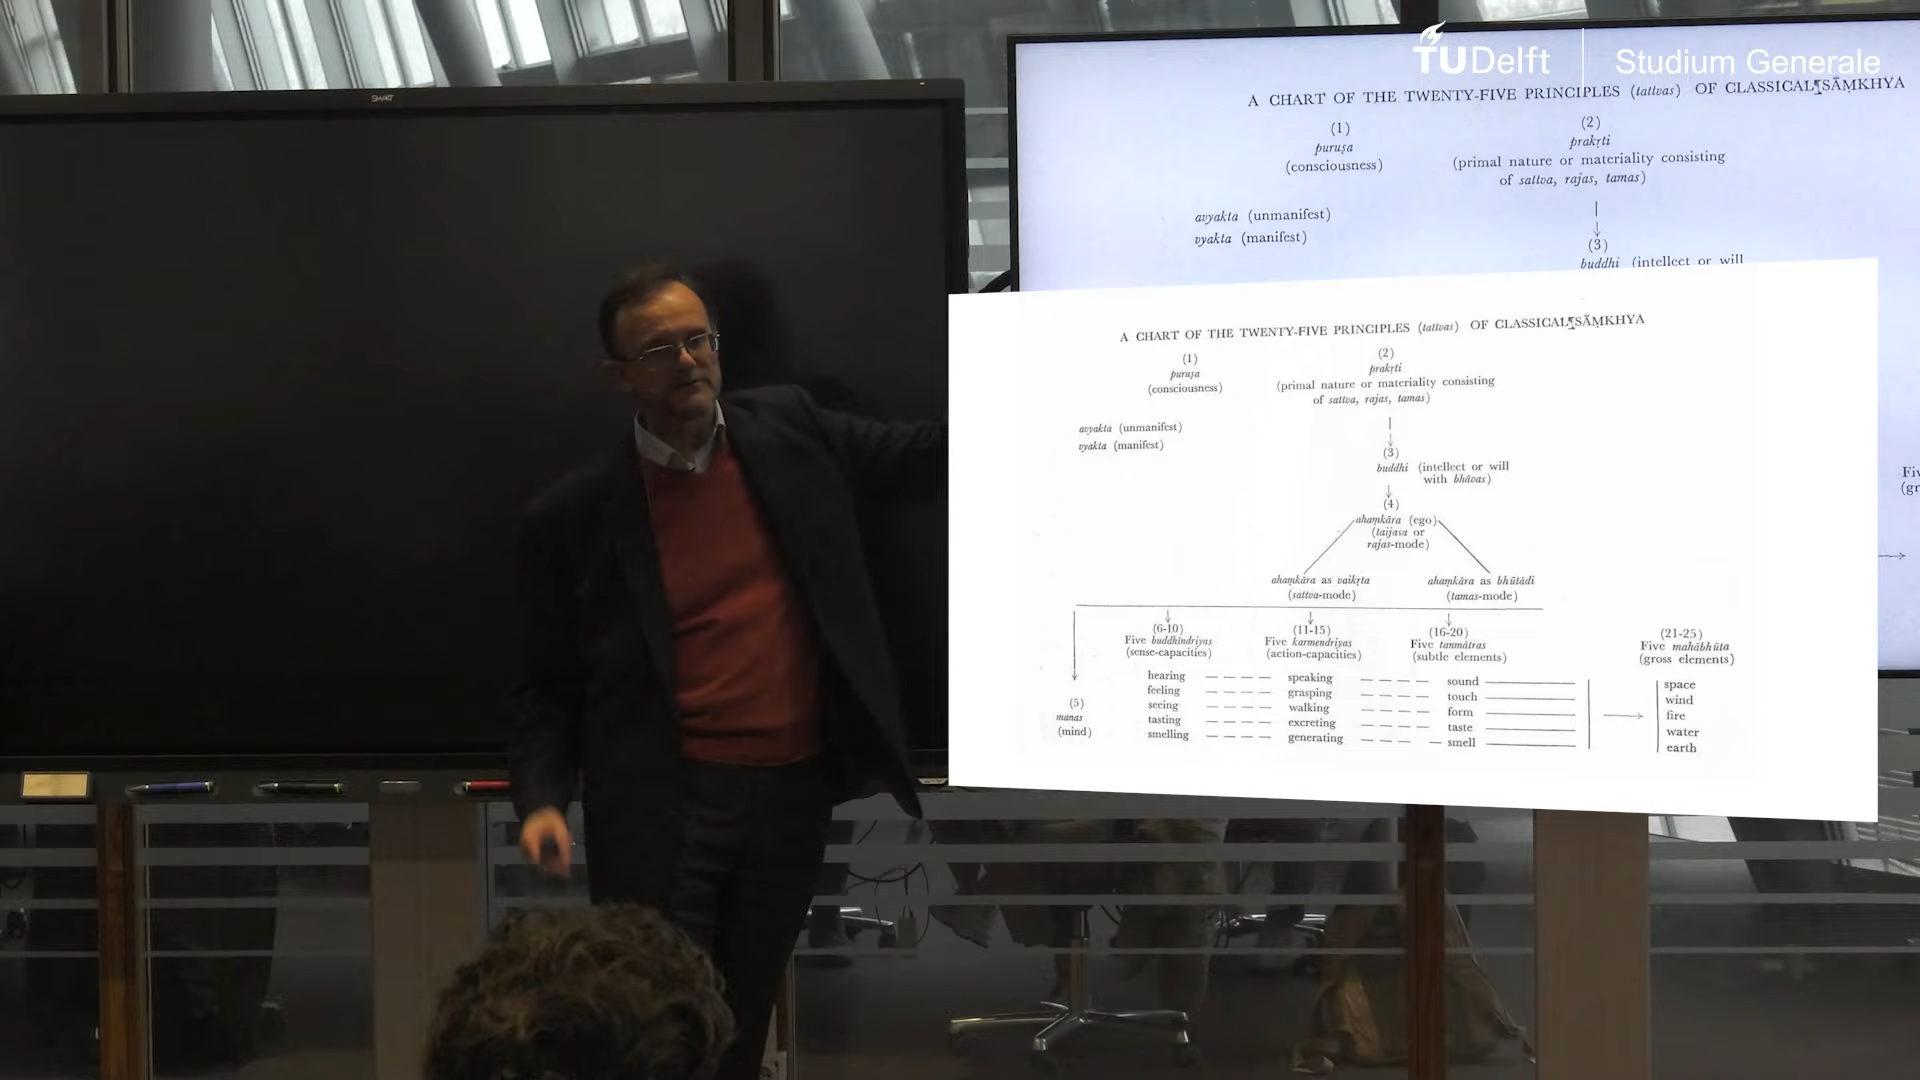 TUDelft
Studium Generale
SMART
A CHART OF THE TWENTY-FIVE PRINCIPLES (tattvas) OF CLASSICAL SĀṂKHYA
(1)
puruṣa
(consciousness)
(2)
prakṛti
(primal nature or materiality consisting
of sattva, rajas, tamas)
avyakta (unmanifest)
vyakta (manifest)
(3)
buddhi (intellect or will
A CHART OF THE TWENTY-FIVE PRINCIPLES (tattvas) OF CLASSICAL SĀṂKHYA
(1)
puruṣa
(consciousness)
(2)
prakṛti
(primal nature or materiality consisting
of sattva, rajas, tamas)
avyakta (unmanifest)
vyakta (manifest)
(3)
buddhi (intellect or will
with bhāvas)
(4)
ahaṃkāra (ego)
(taijasa or
rajas-mode)
ahaṃkāra as vaikṛta
(sattva-mode)
ahaṃkāra as bhūtādi
(tamas-mode)
(5)
manas
(mind)
(6-10)
Five buddhīndriyas
(sense-capacities)
hearing
feeling
seeing
tasting
smelling
(11-15)
Five karmendriyas
(action-capacities)
speaking
grasping
walking
excreting
generating
(16-20)
Five tanmātras
(subtle elements)
sound
touch
form
taste
smell
(21-25)
Five mahābhūta
(gross elements)
space
wind
fire
water
earth